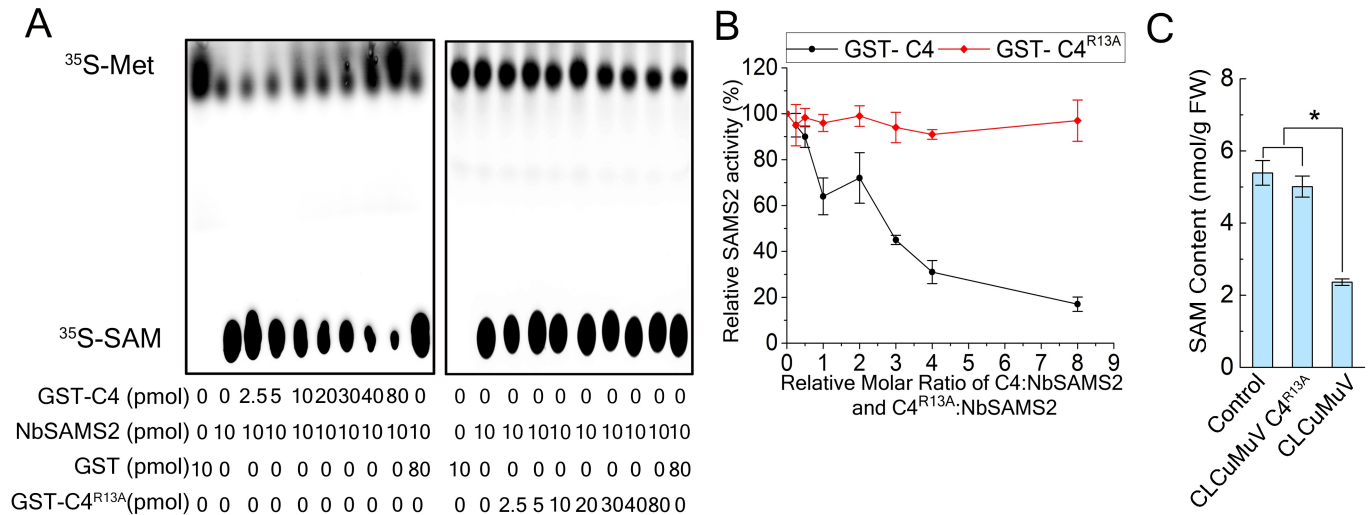 A
³⁵S-Met
³⁵S-SAM
GST-C4 (pmol) 0 0 2.5 5 10 20 30 40 80 0 0 0 0 0 0 0 0 0 0 0
NbSAMS2 (pmol) 0 10 10 10 10 10 10 10 10 10 0 10 10 10 10 10 10 10 10 10
GST (pmol) 10 0 0 0 0 0 0 0 0 80 10 0 0 0 0 0 0 0 0 80
GST-C4ᴿ¹³ᴬ(pmol) 0 0 0 0 0 0 0 0 0 0 0 0 2.5 5 10 20 30 40 80 0
B
GST- C4 GST- C4ᴿ¹³ᴬ
Relative SAMS2 activity (%)
120
100
80
60
40
20
0
0 1 2 3 4 5 6 7 8 9
Relative Molar Ratio of C4:NbSAMS2
and C4ᴿ¹³ᴬ:NbSAMS2
C
SAM Content (nmol/g FW)
8
6
4
2
0
*
Control
CLCuMuV C4ᴿ¹³ᴬ
CLCuMuV